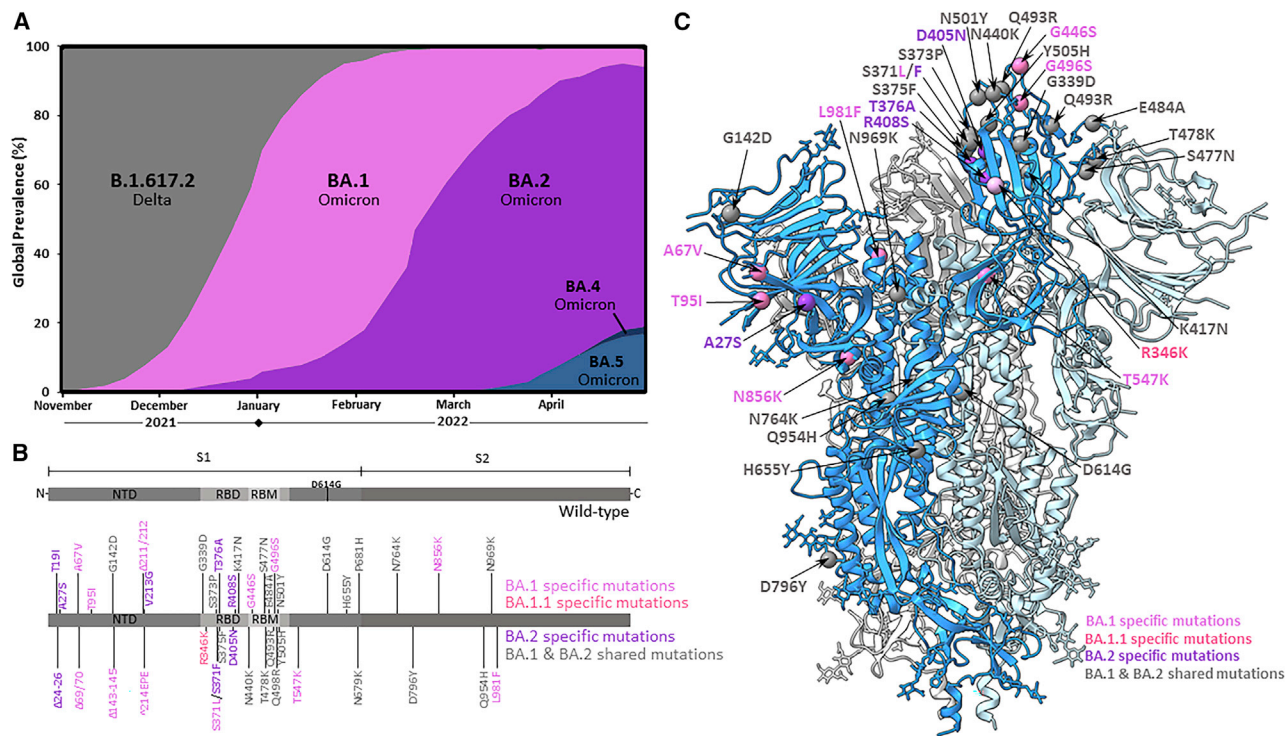 A
Global Prevalence (%)
100
80
60
40
20
0
B.1.617.2
Delta
BA.1
Omicron
BA.2
Omicron
BA.4
Omicron
BA.5
Omicron
November
December
January
February
March
April
2021
2022
B
S1
S2
N-
NTD
RBD
RBM
D614G
-C
Wild-type
T19I
A27S
A67V
T95I
G142D
Δ211/212
V213G
G339D
S373P
T376A
R408S
K417N
G446S
S477N
E484A
G496S
N501Y
D614G
H655Y
P681H
N764K
N856K
N969K
BA.1 specific mutations
BA.1.1 specific mutations
NTD
RBD
RBM
BA.2 specific mutations
BA.1 & BA.2 shared mutations
Δ24-26
Δ69/70
Δ143-145
^214EPE
R346K
S371L/S371F
S375F
D405N
N440K
T478K
Q493R
Q498R
Y505H
T547K
N679K
D796Y
Q954H
L981F
C
N501Y
Q493R
D405N
N440K
G446S
S373P
Y505H
S371L/F
G496S
S375F
G339D
T376A
Q493R
L981F
R408S
E484A
G142D
N969K
T478K
S477N
A67V
T95I
K417N
A27S
R346K
T547K
N856K
N764K
Q954H
H655Y
D614G
D796Y
BA.1 specific mutations
BA.1.1 specific mutations
BA.2 specific mutations
BA.1 & BA.2 shared mutations